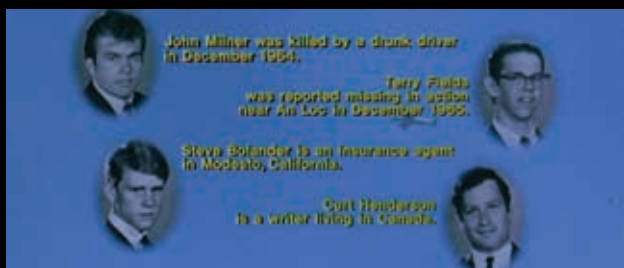 John Milner was killed by a drunk driver
in December 1964.
Terry Fields
was reported missing in action
near An Loc in December 1965.
Steve Bolander is an insurance agent
in Modesto, California.
Curt Henderson
is a writer living in Canada.